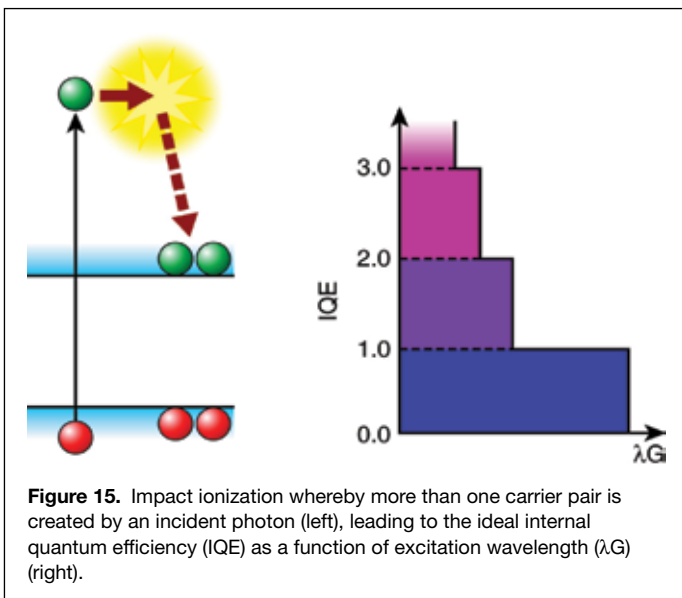 3.0
2.0
IQE
1.0
0.0
λG
Figure 15. Impact ionization whereby more than one carrier pair is
created by an incident photon (left), leading to the ideal internal
quantum efficiency (IQE) as a function of excitation wavelength (λG)
(right).